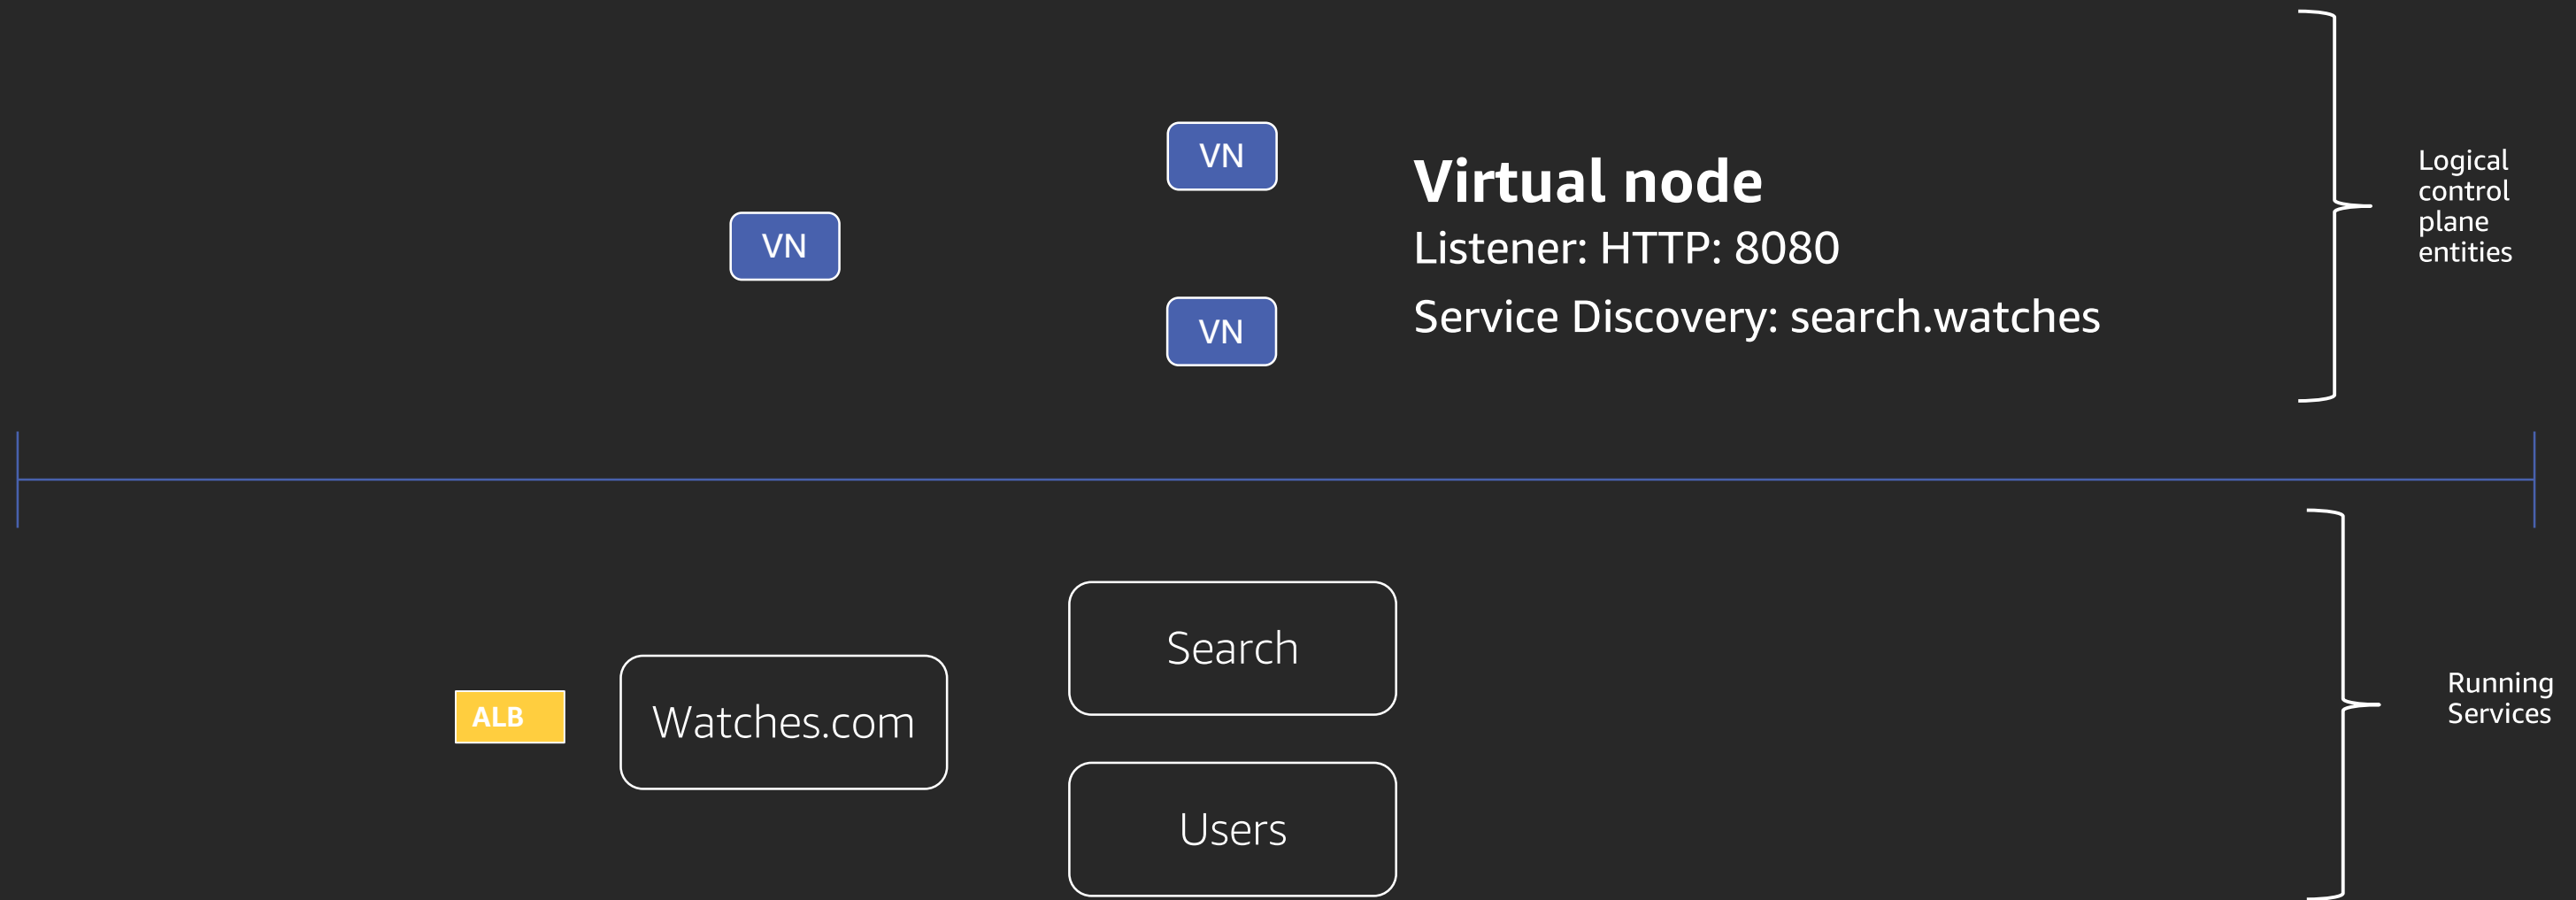 VN
VN
VN
Virtual node
Listener: HTTP: 8080
Service Discovery: search.watches
Logical
control
plane
entities
ALB
Watches.com
Search
Users
Running
Services